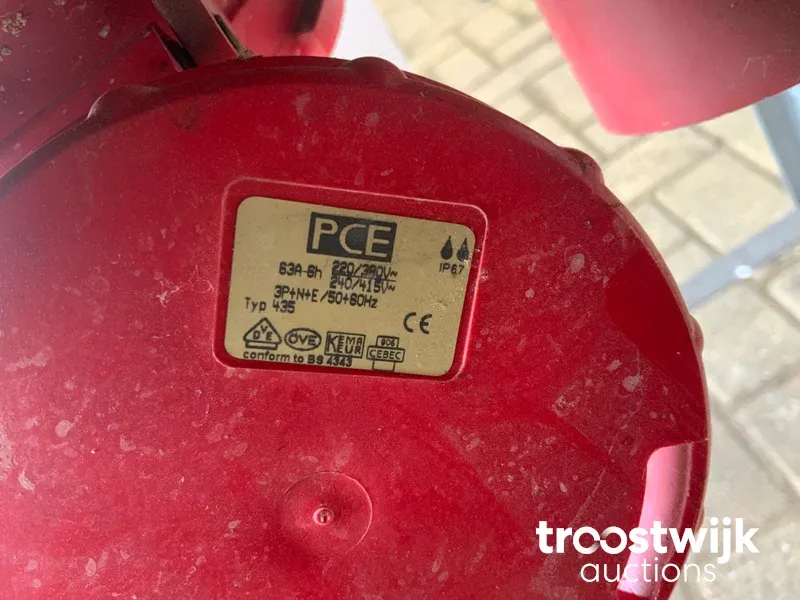 PCE
IP67
63A-6h 220/380V~
240/415V~
3P+N+E/50+60Hz
Typ 435
CE
VDE
ÖVE
KEMA
KEUR
CEBEC
conform to BS 4343
troostwijk
auctions